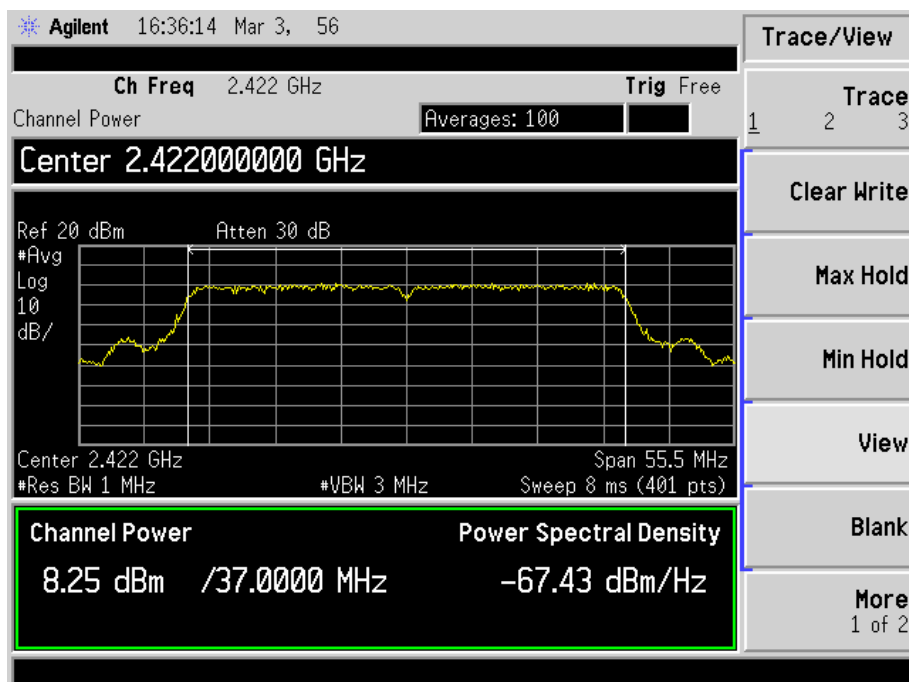 Agilent 16:36:14 Mar 3, 56
Trace/View
Ch Freq 2.422 GHz Trig Free
Channel Power Averages: 100
Center 2.422000000 GHz
Ref 20 dBm Atten 30 dB
#Avg
Log
10
dB/
Center 2.422 GHz Span 55.5 MHz
#Res BW 1 MHz #VBW 3 MHz Sweep 8 ms (401 pts)
Channel Power Power Spectral Density
8.25 dBm /37.0000 MHz -67.43 dBm/Hz
Trace
1 2 3
Clear Write
Max Hold
Min Hold
View
Blank
More
1 of 2